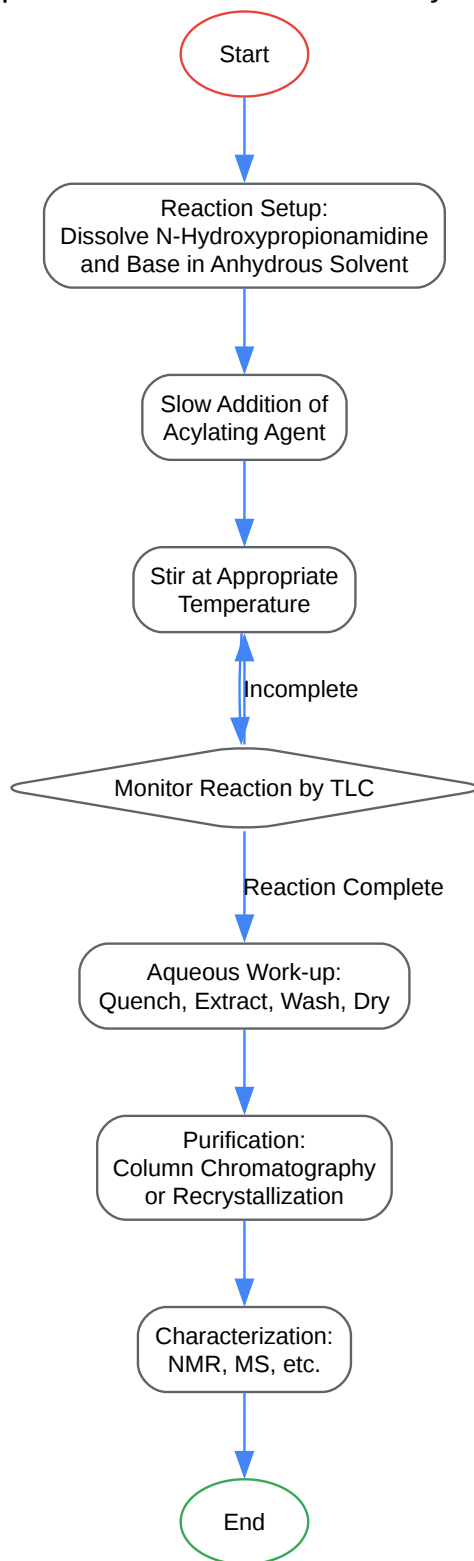 Start
Reaction Setup:
Dissolve N-Hydroxypropionamidine
and Base in Anhydrous Solvent
Slow Addition of
Acylating Agent
Stir at Appropriate
Temperature
Incomplete
Monitor Reaction by TLC
Reaction Complete
Aqueous Work-up:
Quench, Extract, Wash, Dry
Purification:
Column Chromatography
or Recrystallization
Characterization:
NMR, MS, etc.
End